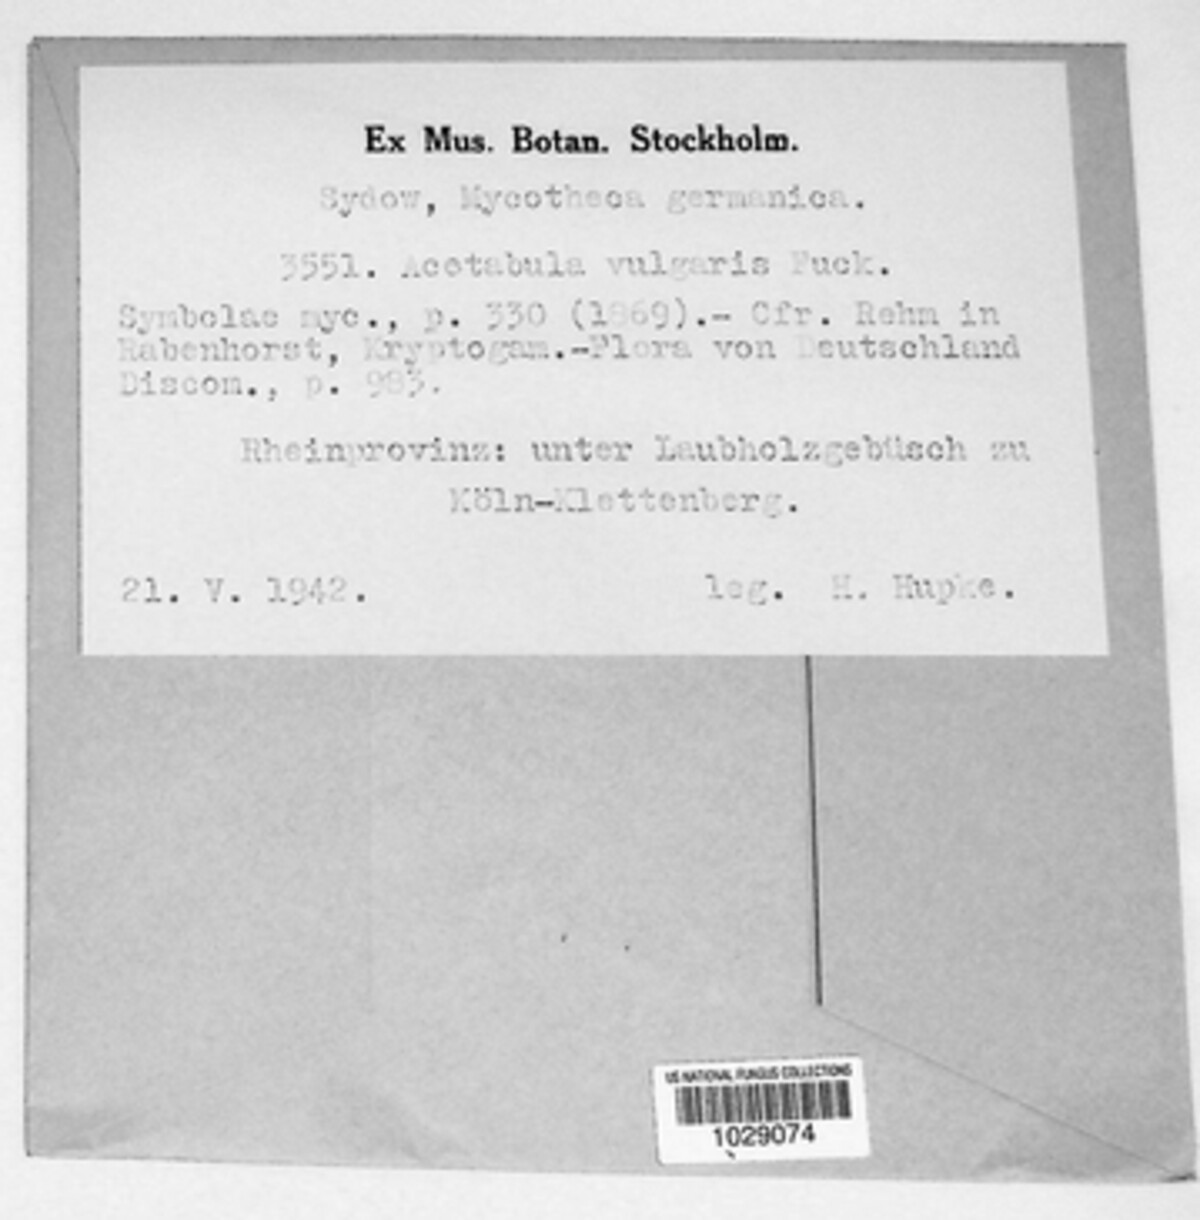 Ex Mus. Botan. Stockholm.
Sydow, Mycotheca germanica.
3551. Acetabula vulgaris Fuck.
Symbolae myc., p. 330 (1869).- Cfr. Rehm in
Rabenhorst, Kryptogam.-Flora von Deutschland
Discom., p. 983.
Rheinprovinz: unter Laubholzgebüsch zu
Köln-Klettenberg.
21. V. 1942. leg. H. Hupke.
US NATIONAL FUNGUS COLLECTIONS
1029074